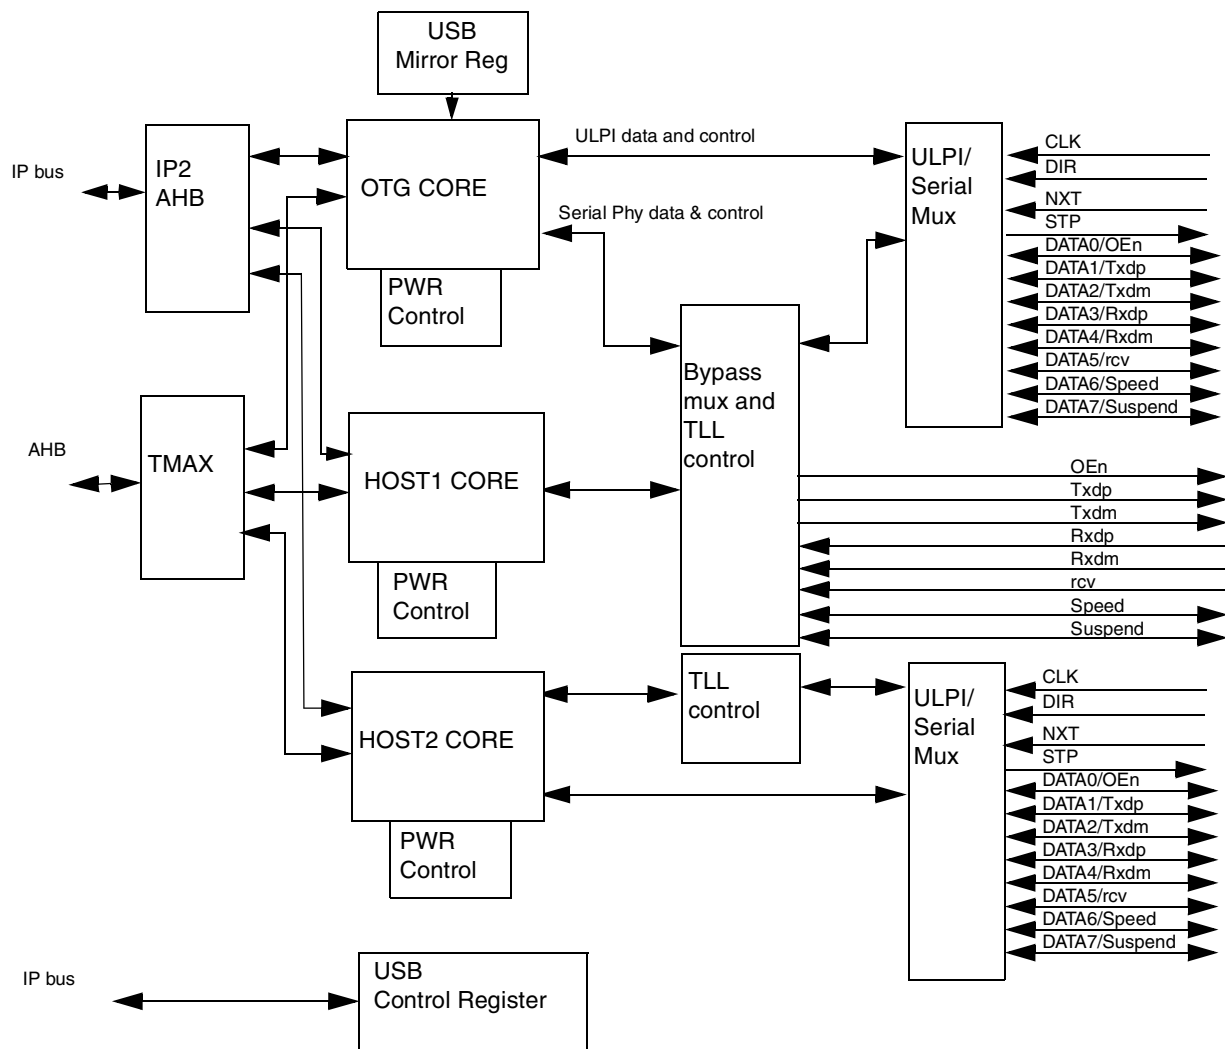 USB
Mirror Reg
IP bus
IP2
AHB
OTG CORE
PWR
Control
ULPI data and control
Serial Phy data & control
ULPI/
Serial
Mux
CLK
DIR
NXT
STP
DATA0/OEn
DATA1/Txdp
DATA2/Txdm
DATA3/Rxdp
DATA4/Rxdm
DATA5/rcv
DATA6/Speed
DATA7/Suspend
AHB
TMAX
HOST1 CORE
PWR
Control
Bypass
mux and
TLL
control
OEn
Txdp
Txdm
Rxdp
Rxdm
rcv
Speed
Suspend
HOST2 CORE
PWR
Control
TLL
control
ULPI/
Serial
Mux
CLK
DIR
NXT
STP
DATA0/OEn
DATA1/Txdp
DATA2/Txdm
DATA3/Rxdp
DATA4/Rxdm
DATA5/rcv
DATA6/Speed
DATA7/Suspend
IP bus
USB
Control Register